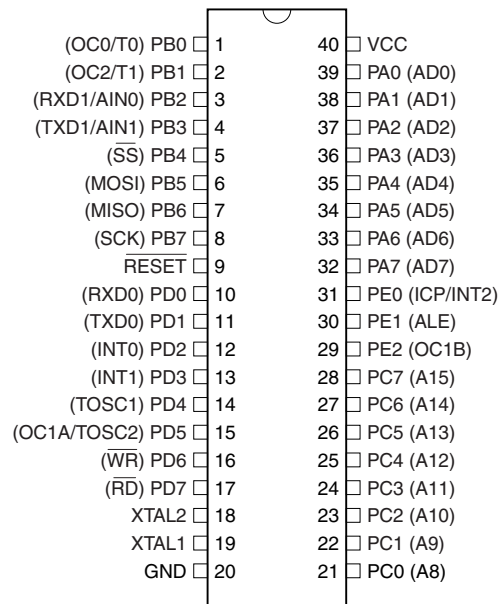 (OC0/T0) PB0 1 40 VCC
(OC2/T1) PB1 2 39 PA0 (AD0)
(RXD1/AIN0) PB2 3 38 PA1 (AD1)
(TXD1/AIN1) PB3 4 37 PA2 (AD2)
(S̅S̅) PB4 5 36 PA3 (AD3)
(MOSI) PB5 6 35 PA4 (AD4)
(MISO) PB6 7 34 PA5 (AD5)
(SCK) PB7 8 33 PA6 (AD6)
R̅E̅S̅E̅T̅ 9 32 PA7 (AD7)
(RXD0) PD0 10 31 PE0 (ICP/INT2)
(TXD0) PD1 11 30 PE1 (ALE)
(INT0) PD2 12 29 PE2 (OC1B)
(INT1) PD3 13 28 PC7 (A15)
(TOSC1) PD4 14 27 PC6 (A14)
(OC1A/TOSC2) PD5 15 26 PC5 (A13)
(W̅R̅) PD6 16 25 PC4 (A12)
(R̅D̅) PD7 17 24 PC3 (A11)
XTAL2 18 23 PC2 (A10)
XTAL1 19 22 PC1 (A9)
GND 20 21 PC0 (A8)